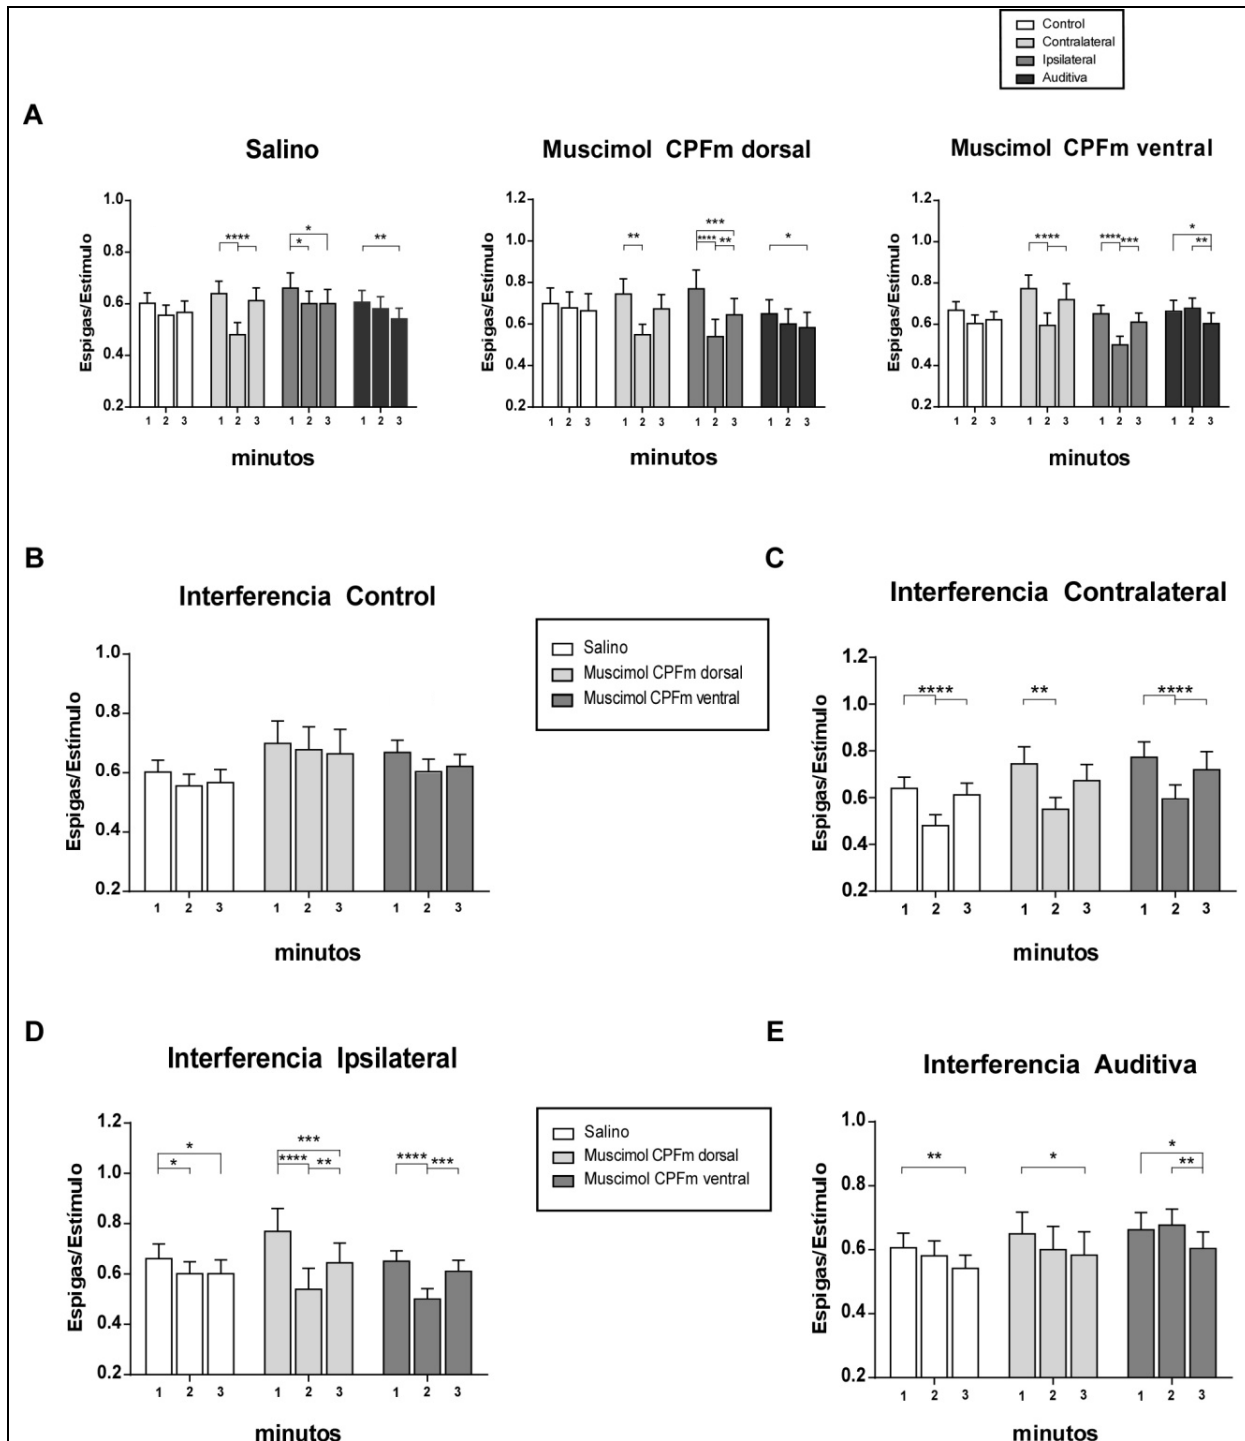 Control
Contralateral
Ipsilateral
Auditiva
A
Salino
Espigas/Estímulo
1.0
0.8
0.6
0.4
0.2
1 2 3 1 2 3 1 2 3 1 2 3
minutos
**** * * **
Muscimol CPFm dorsal
Espigas/Estímulo
1.2
1.0
0.8
0.6
0.4
0.2
1 2 3 1 2 3 1 2 3 1 2 3
minutos
** *** **** ** *
Muscimol CPFm ventral
Espigas/Estímulo
1.2
1.0
0.8
0.6
0.4
0.2
1 2 3 1 2 3 1 2 3 1 2 3
minutos
**** **** *** * **
B
Interferencia Control
Espigas/Estímulo
1.0
0.8
0.6
0.4
0.2
1 2 3 1 2 3 1 2 3
minutos
Salino
Muscimol CPFm dorsal
Muscimol CPFm ventral
C
Interferencia Contralateral
Espigas/Estímulo
1.2
1.0
0.8
0.6
0.4
0.2
**** ** ****
1 2 3 1 2 3 1 2 3
minutos
D
Interferencia Ipsilateral
Espigas/Estímulo
1.2
1.0
0.8
0.6
0.4
0.2
* * *** **** ** **** ***
1 2 3 1 2 3 1 2 3
minutos
Salino
Muscimol CPFm dorsal
Muscimol CPFm ventral
E
Interferencia Auditiva
Espigas/Estímulo
1.0
0.8
0.6
0.4
0.2
** * * **
1 2 3 1 2 3 1 2 3
minutos